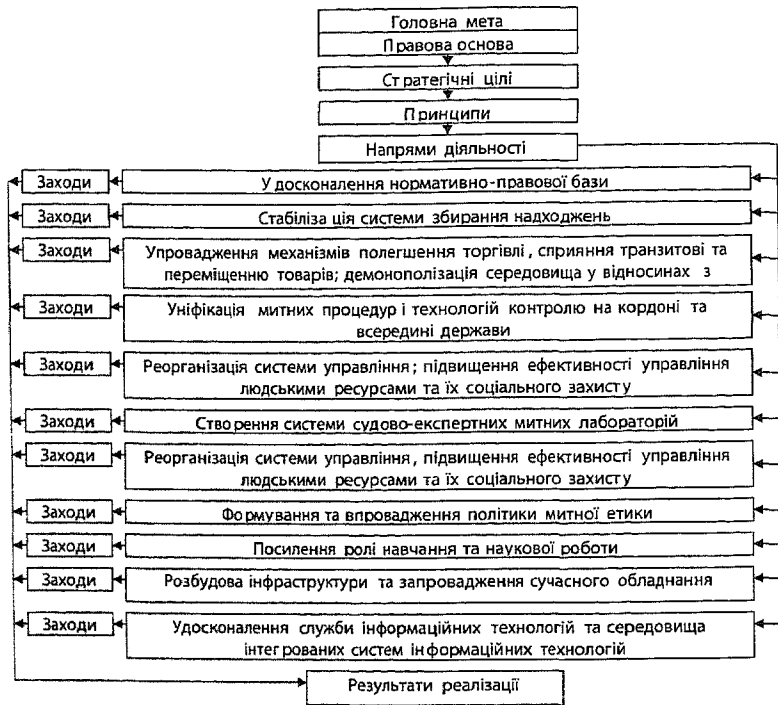 Головна мета
Правова основа
Стратегічні цілі
Принципи
Напрями діяльності
Заходи
Удосконалення нормативно-правової бази
Заходи
Стабілізація системи збирання надходжень
Заходи
Упровадження механізмів полегшення торгівлі, сприяння транзитові та
переміщенню товарів; демонополізація середовища у відносинах з
Заходи
Уніфікація митних процедур і технологій контролю на кордоні та
всередині держави
Заходи
Реорганізація системи управління; підвищення ефективності управління
людськими ресурсами та їх соціального захисту
Заходи
Створення системи судово-експертних митних лабораторій
Заходи
Реорганізація системи управління, підвищення ефективності управління
людськими ресурсами та їх соціального захисту
Заходи
Формування та впровадження політики митної етики
Заходи
Посилення ролі навчання та наукової роботи
Заходи
Розбудова інфраструктури та запровадження сучасного обладнання
Заходи
Удосконалення служби інформаційних технологій та середовища
інтегрованих систем інформаційних технологій
Результати реалізації